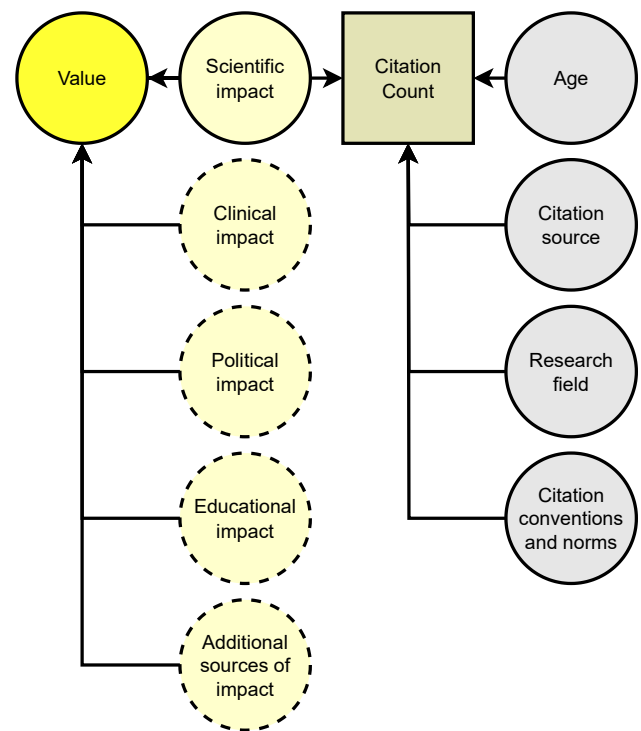 Value
Scientific
impact
Citation
Count
Age
Clinical
impact
Citation
source
Political
impact
Research
field
Educational
impact
Citation
conventions
and norms
Additional
sources of
impact